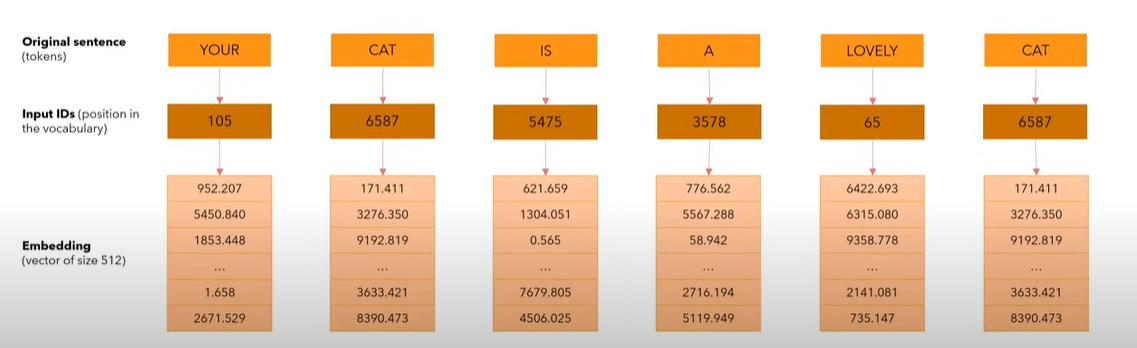 Original sentence
(tokens)
YOUR CAT IS A LOVELY CAT
Input IDs (position in
the vocabulary)
105 6587 5475 3578 65 6587
952.207 171.411 621.659 776.562 6422.693 171.411
5450.840 3276.350 1304.051 5567.288 6315.080 3276.350
1853.448 9192.819 0.565 58.942 9358.778 9192.819
Embedding
(vector of size 512)
... ... ... ... ... ...
1.658 3633.421 7679.805 2716.194 2141.081 3633.421
2671.529 8390.473 4506.025 5119.949 735.147 8390.473